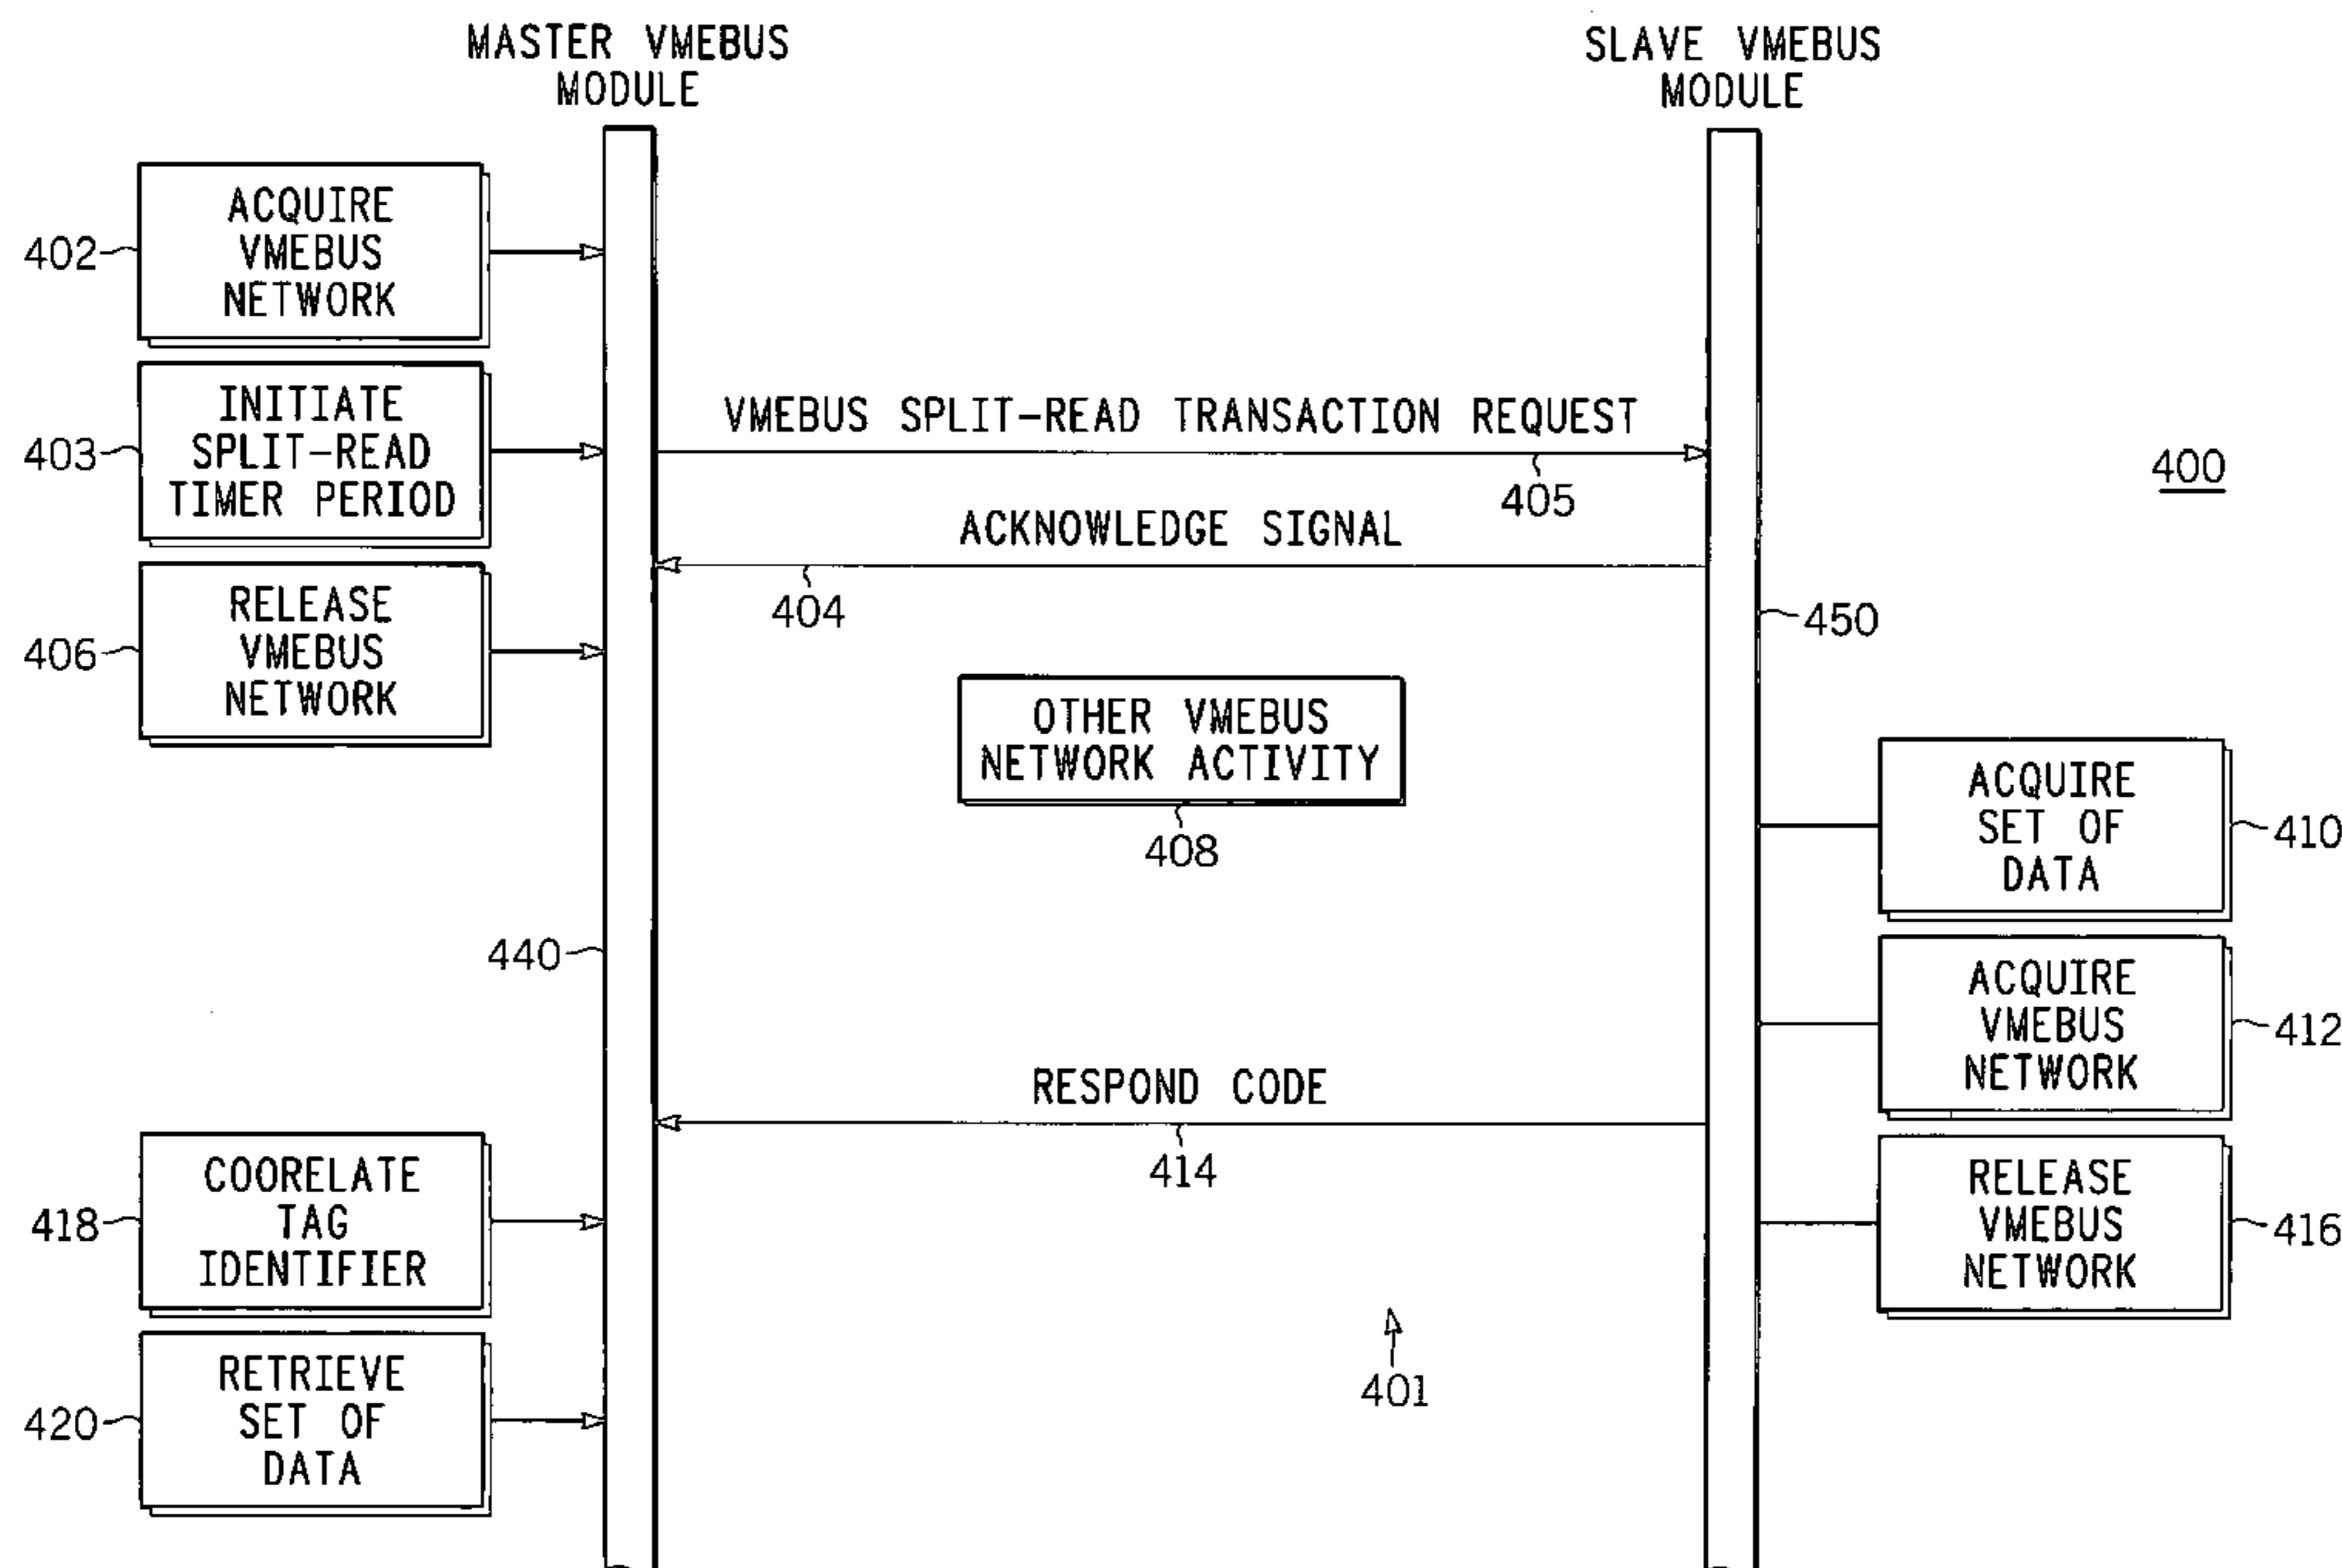 MASTER VMEBUS
MODULE
SLAVE VMEBUS
MODULE
402
ACQUIRE
VMEBUS
NETWORK
403
INITIATE
SPLIT-READ
TIMER PERIOD
VMEBUS SPLIT-READ TRANSACTION REQUEST
405
400
ACKNOWLEDGE SIGNAL
404
406
RELEASE
VMEBUS
NETWORK
450
OTHER VMEBUS
NETWORK ACTIVITY
408
ACQUIRE
SET OF
DATA
410
440
ACQUIRE
VMEBUS
NETWORK
412
RESPOND CODE
414
RELEASE
VMEBUS
NETWORK
416
418
COORELATE
TAG
IDENTIFIER
401
420
RETRIEVE
SET OF
DATA